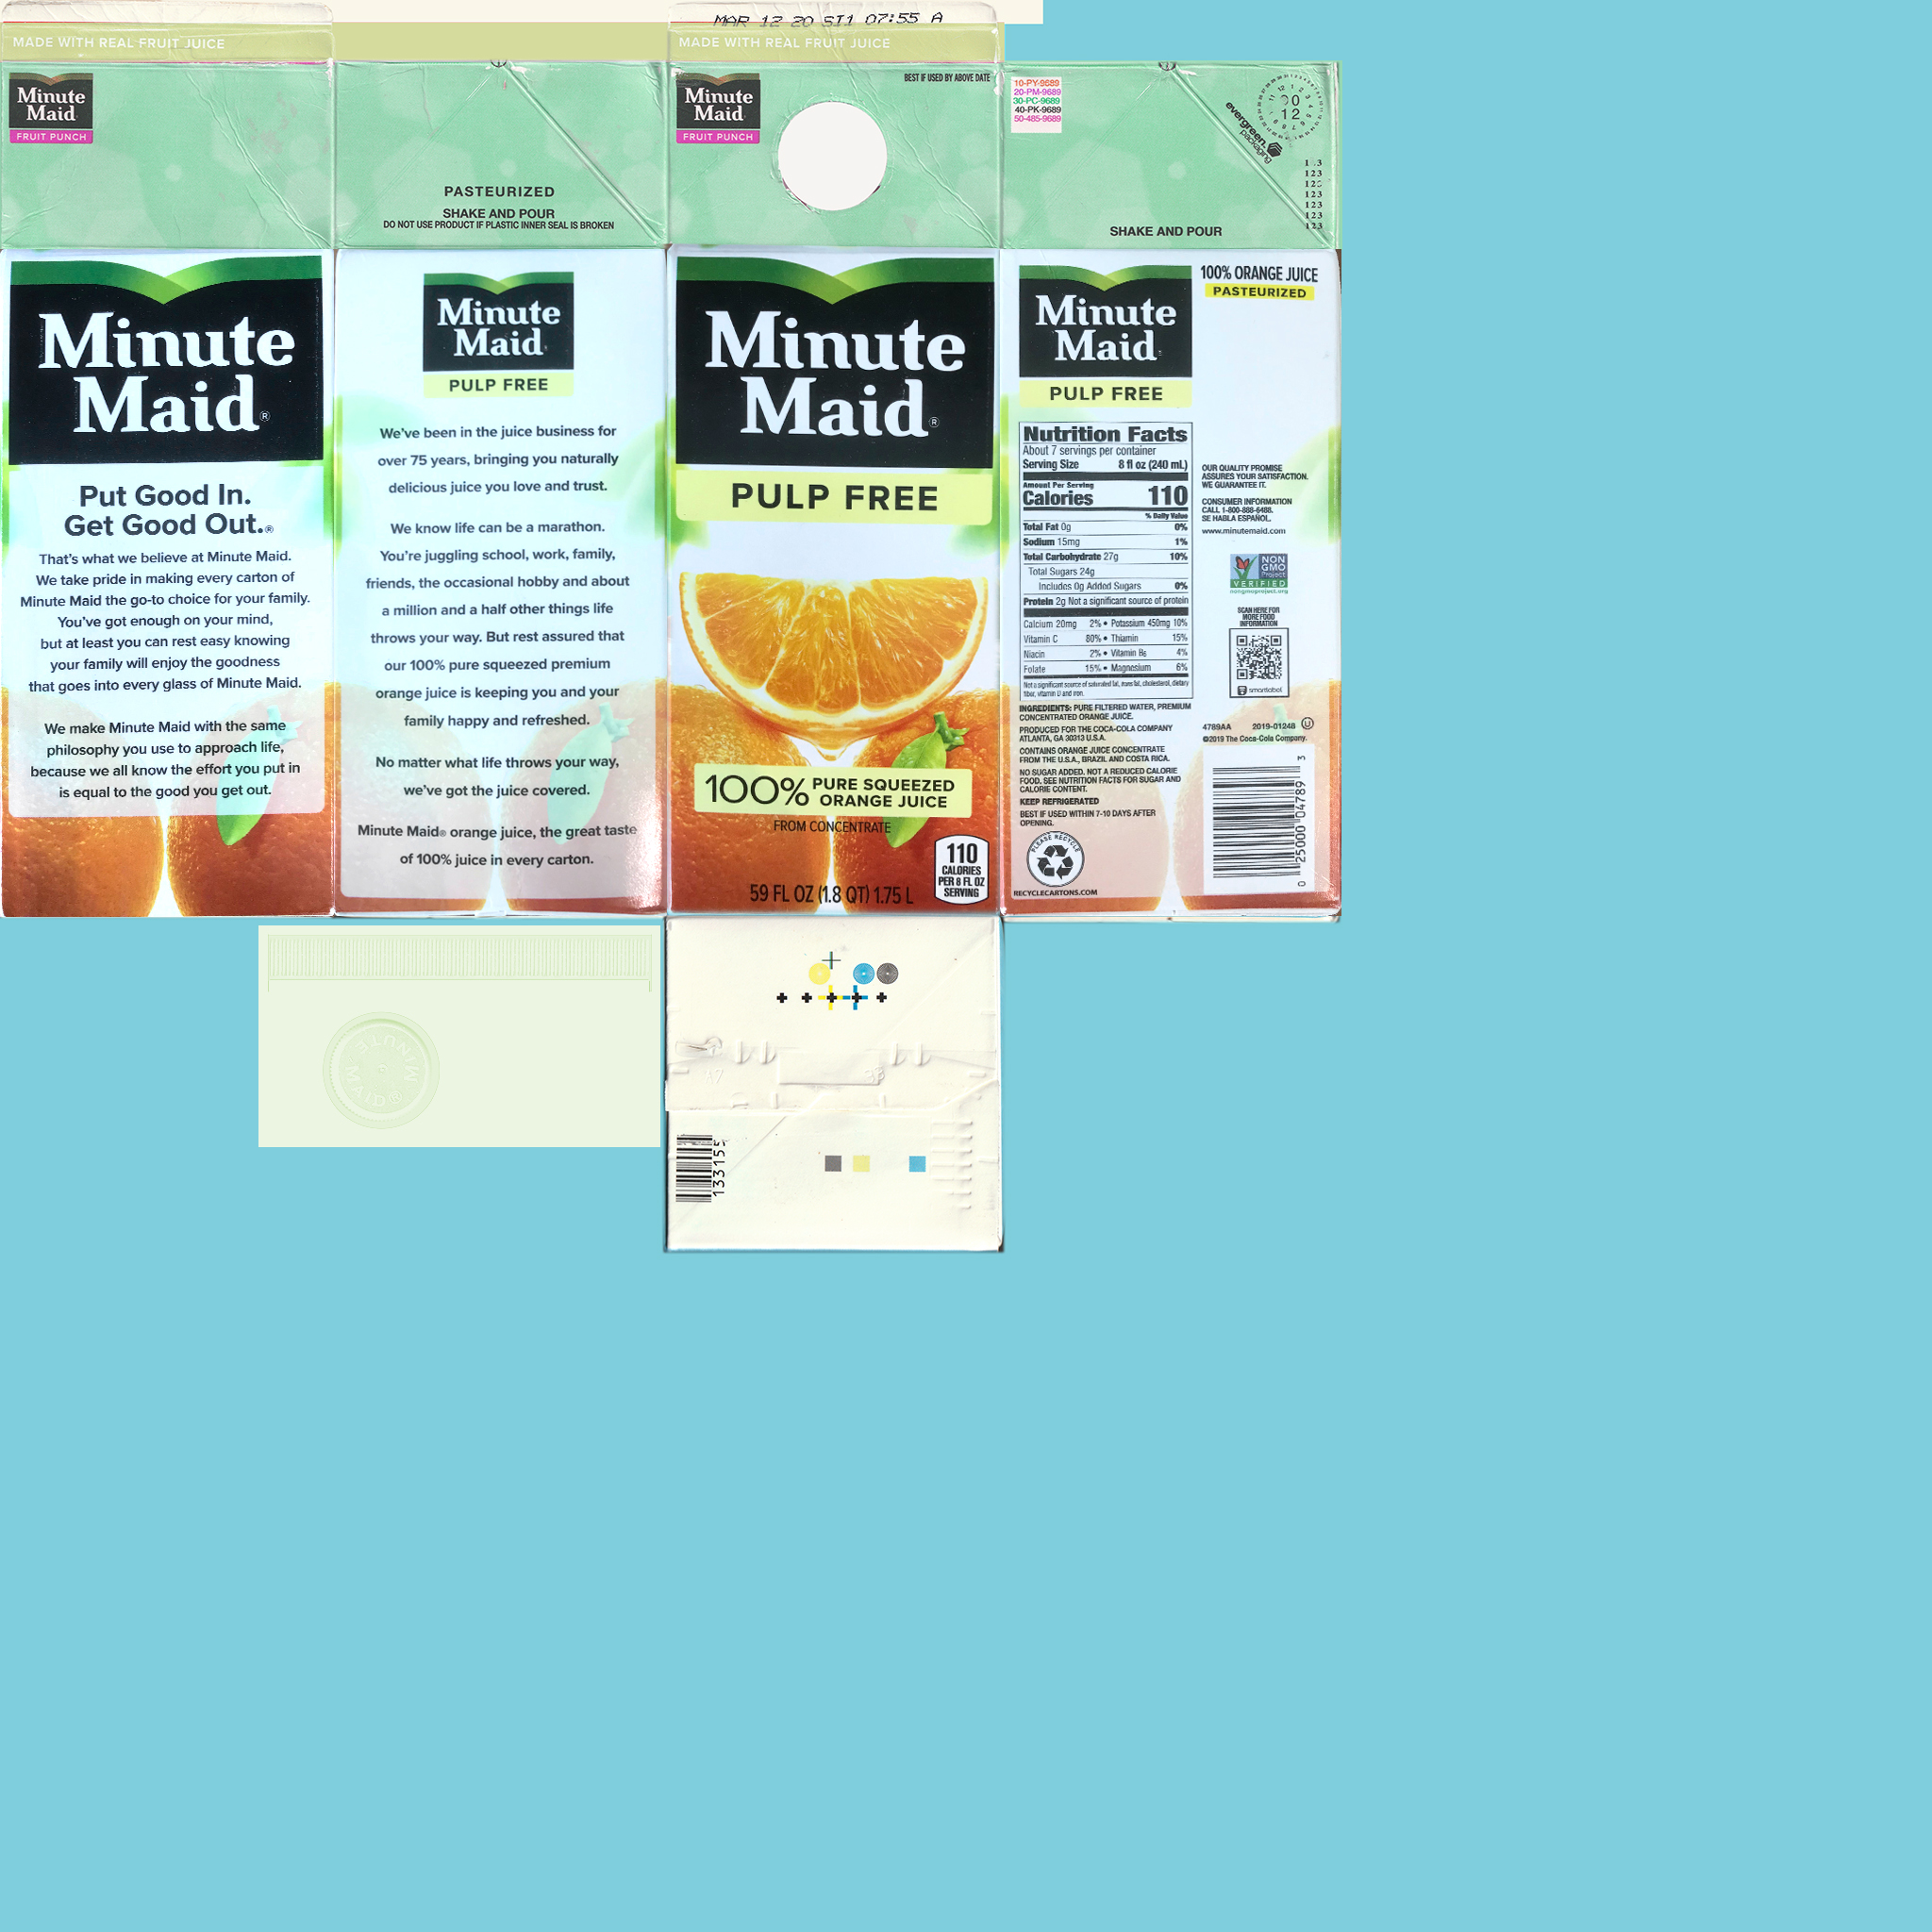 MAR 12 20 SI1 07:55 A
MADE WITH REAL FRUIT JUICE
MADE WITH REAL FRUIT JUICE
Minute
Maid
FRUIT PUNCH
PASTEURIZED
SHAKE AND POUR
DO NOT USE PRODUCT IF PLASTIC INNER SEAL IS BROKEN
BEST IF USED BY ABOVE DATE
Minute
Maid
FRUIT PUNCH
10-PY-9689
20-PM-9689
30-PC-9689
40-PK-9689
50-485-9689
evergreen
packaging
12
1 3
123
123
123
123
123
123
SHAKE AND POUR
Minute
Maid®
Put Good In.
Get Good Out.®
That's what we believe at Minute Maid.
We take pride in making every carton of
Minute Maid the go-to choice for your family.
You've got enough on your mind,
but at least you can rest easy knowing
your family will enjoy the goodness
that goes into every glass of Minute Maid.
We make Minute Maid with the same
philosophy you use to approach life,
because we all know the effort you put in
is equal to the good you get out.
Minute
Maid
PULP FREE
We've been in the juice business for
over 75 years, bringing you naturally
delicious juice you love and trust.
We know life can be a marathon.
You're juggling school, work, family,
friends, the occasional hobby and about
a million and a half other things life
throws your way. But rest assured that
our 100% pure squeezed premium
orange juice is keeping you and your
family happy and refreshed.
No matter what life throws your way,
we've got the juice covered.
Minute Maid® orange juice, the great taste
of 100% juice in every carton.
Minute
Maid®
PULP FREE
100% PURE SQUEEZED
ORANGE JUICE
FROM CONCENTRATE
110
CALORIES
PER 8 FL OZ
SERVING
59 FL OZ (1.8 QT) 1.75 L
Minute
Maid
PULP FREE
100% ORANGE JUICE
PASTEURIZED
Nutrition Facts
About 7 servings per container
Serving Size 8 fl oz (240 mL)
Amount Per Serving
Calories 110
% Daily Value
Total Fat 0g 0%
Sodium 15mg 1%
Total Carbohydrate 27g 10%
Total Sugars 24g
Includes 0g Added Sugars 0%
Protein 2g Not a significant source of protein
Calcium 20mg 2% • Potassium 450mg 10%
Vitamin C 80% • Thiamin 15%
Niacin 2% • Vitamin B6 4%
Folate 15% • Magnesium 6%
Not a significant source of saturated fat, trans fat, cholesterol, dietary
fiber, vitamin D and iron.
INGREDIENTS: PURE FILTERED WATER, PREMIUM
CONCENTRATED ORANGE JUICE.
PRODUCED FOR THE COCA-COLA COMPANY
ATLANTA, GA 30313 U.S.A.
CONTAINS ORANGE JUICE CONCENTRATE
FROM THE U.S.A., BRAZIL AND COSTA RICA.
NO SUGAR ADDED. NOT A REDUCED CALORIE
FOOD. SEE NUTRITION FACTS FOR SUGAR AND
CALORIE CONTENT.
KEEP REFRIGERATED
BEST IF USED WITHIN 7-10 DAYS AFTER
OPENING.
PLEASE RECYCLE
RECYCLECARTONS.COM
OUR QUALITY PROMISE
ASSURES YOUR SATISFACTION.
WE GUARANTEE IT.
CONSUMER INFORMATION
CALL 1-800-888-6488.
SE HABLA ESPAÑOL.
www.minutemaid.com
NON
GMO
Project
VERIFIED
nongmoproject.org
SCAN HERE FOR
MORE FOOD
INFORMATION
smartlabel
4789AA 2019-01248 U
©2019 The Coca-Cola Company.
0 25000 04789 3
MINUTE
MAID®
A7
38
133155